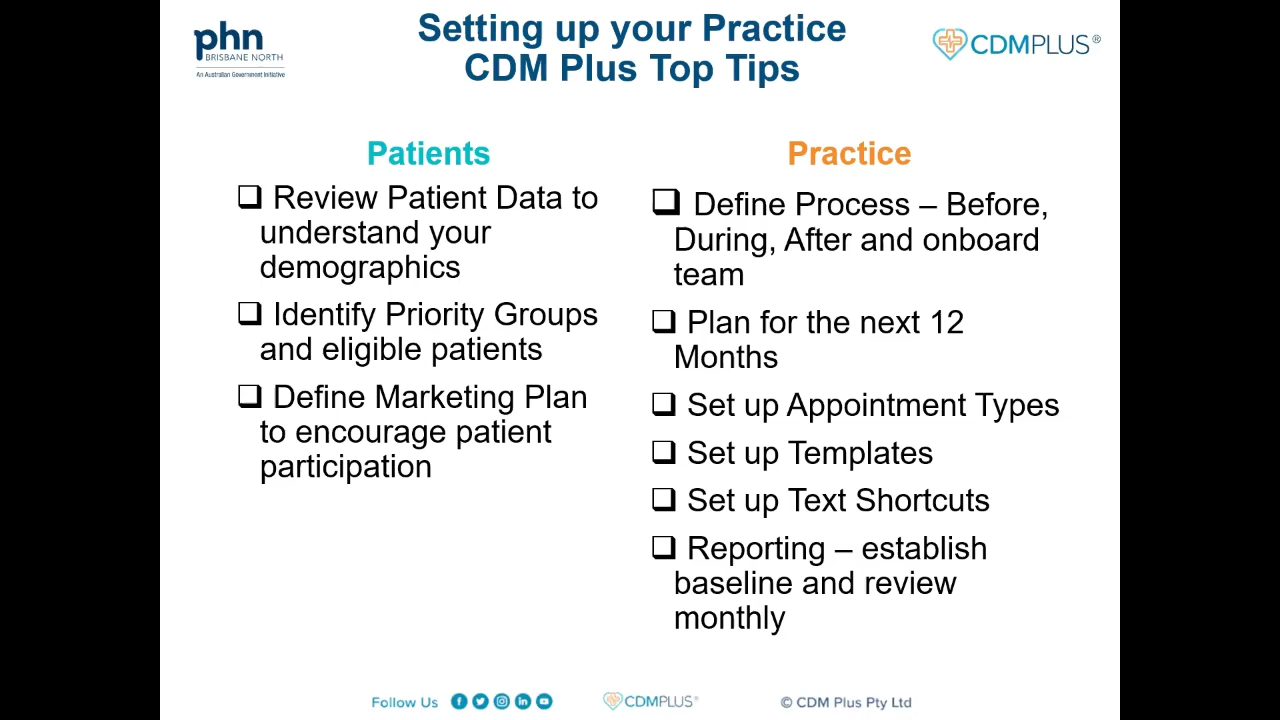 phn
BRISBANE NORTH
An Australian Government Initiative
Setting up your Practice
CDM Plus Top Tips
CDMPLUS®
Patients
❑ Review Patient Data to
understand your
demographics
❑ Identify Priority Groups
and eligible patients
❑ Define Marketing Plan
to encourage patient
participation
Practice
❑ Define Process – Before,
During, After and onboard
team
❑ Plan for the next 12
Months
❑ Set up Appointment Types
❑ Set up Templates
❑ Set up Text Shortcuts
❑ Reporting – establish
baseline and review
monthly
Follow Us
CDMPLUS®
© CDM Plus Pty Ltd